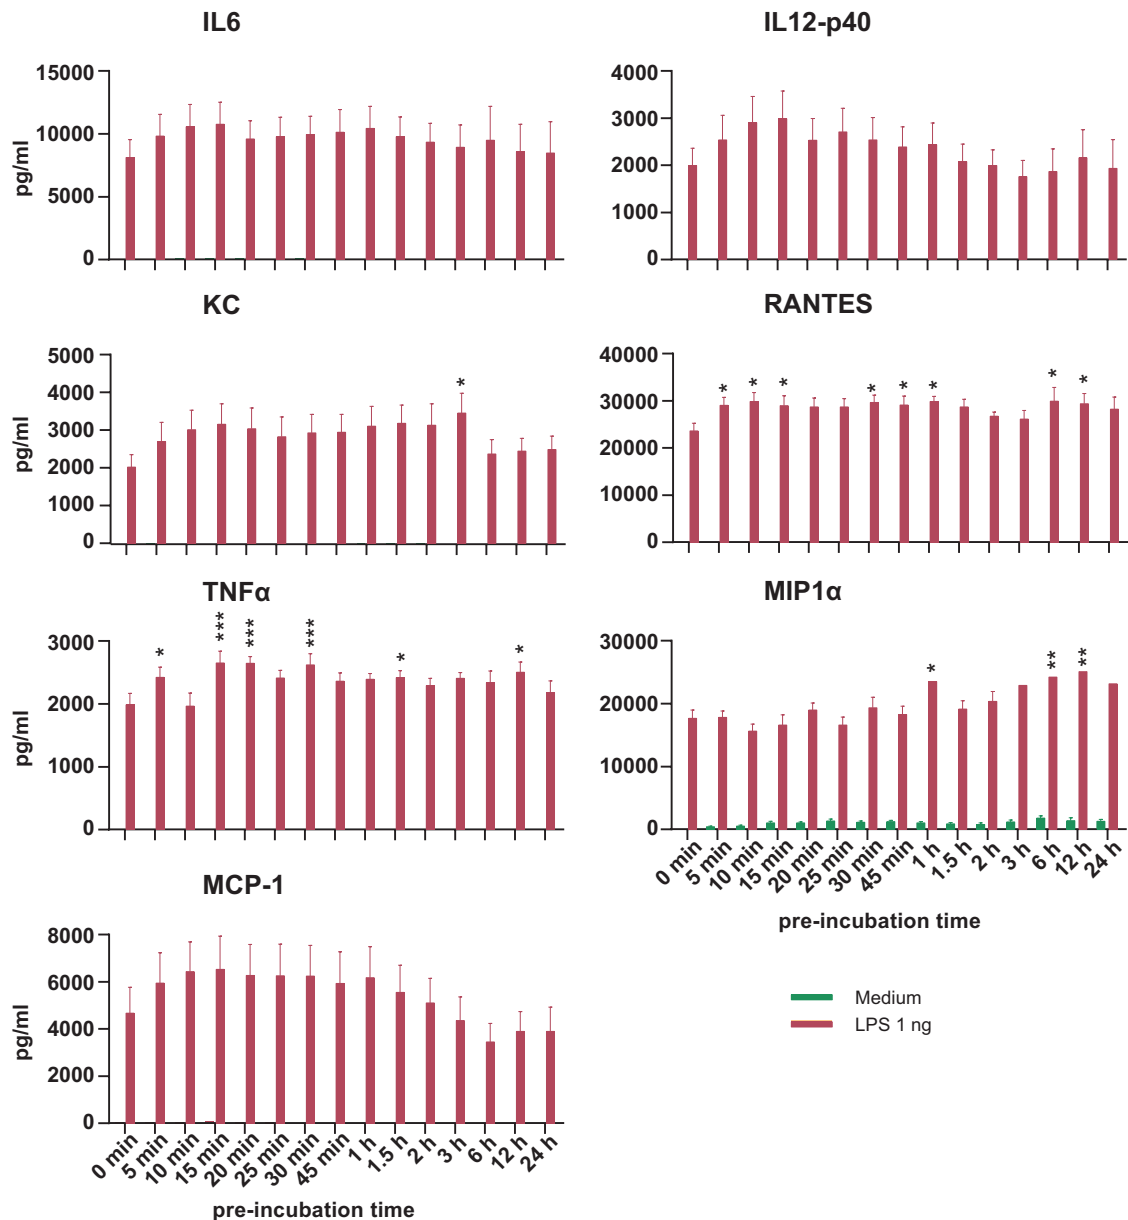 IL6
IL12-p40
15000
10000
5000
0
pg/ml
4000
3000
2000
1000
0
KC
RANTES
5000
4000
3000
2000
1000
0
pg/ml
*
40000
30000
20000
10000
0
* * * * * * * *
TNFα
MIP1α
3000
2000
1000
0
pg/ml
* *** *** *** * *
30000
20000
10000
0
* ** **
0 min
5 min
10 min
15 min
20 min
25 min
30 min
45 min
1 h
1.5 h
2 h
3 h
6 h
12 h
24 h
pre-incubation time
MCP-1
8000
6000
4000
2000
0
pg/ml
0 min
5 min
10 min
15 min
20 min
25 min
30 min
45 min
1 h
1.5 h
2 h
3 h
6 h
12 h
24 h
pre-incubation time
Medium
LPS 1 ng